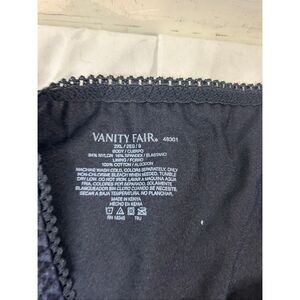 VANITY FAIR® 48301
2XL / 2EG / 9
BODY / CUERPO
84% NYLON 16% SPANDEX / ELASTANO
LINING / FORRO
100% COTTON / ALGODON
MACHINE WASH COLD, COLORS SEPARATELY, ONLY
NON-CHLORINE BLEACH WHEN NEEDED. TUMBLE
DRY LOW. DO NOT IRON. LAVAR A MAQUINA AGUA
FRIA, COLORES POR SEPARADO. USAR
BLANQUEADOR SIN CLORO CUANDO SE NECESITE.
SECAR A BAJA TEMPERATURA. NO PLANCHAR.
MADE IN KENYA
HECHO EN KENIA